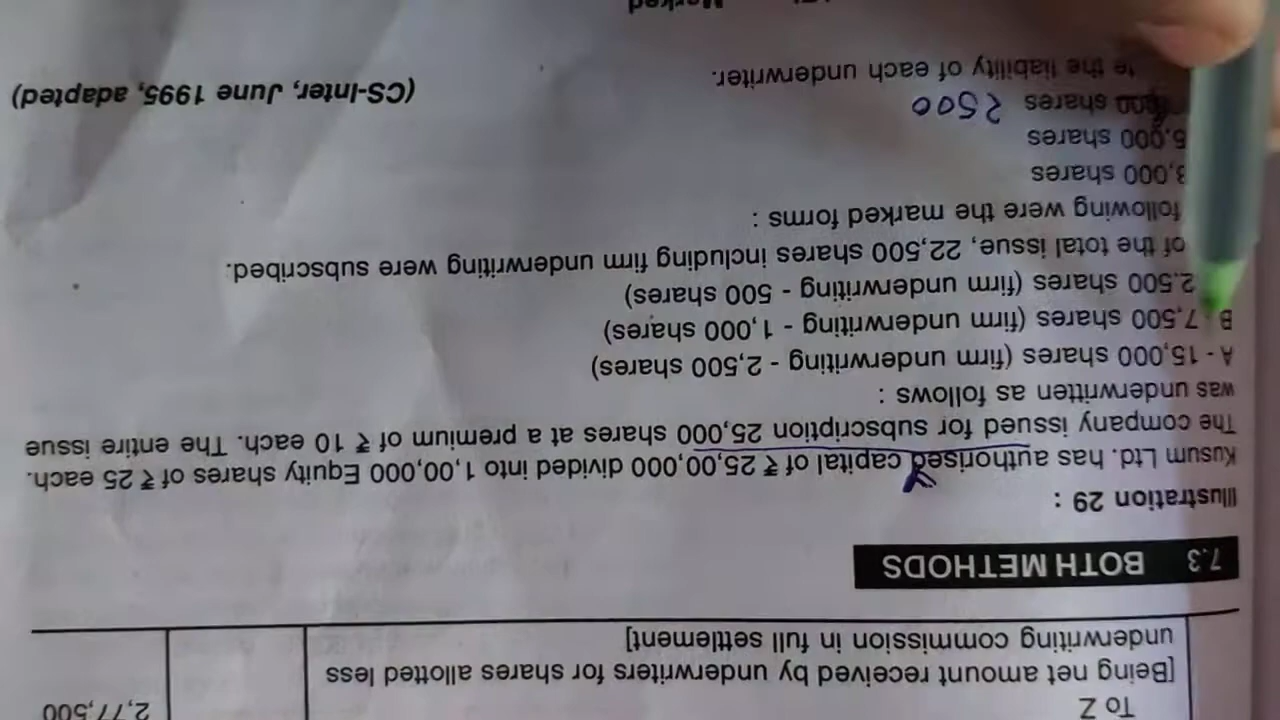 To Z
[Being net amount received by underwriters for shares allotted less
underwriting commission in full settlement]
2,77,500
7.3 BOTH METHODS
Illustration 29 :
Kusum Ltd. has authorised capital of ₹ 25,00,000 divided into 1,00,000 Equity shares of ₹ 25 each.
The company issued for subscription 25,000 shares at a premium of ₹ 10 each. The entire issue
was underwritten as follows :
A - 15,000 shares (firm underwriting - 2,500 shares)
B - 7,500 shares (firm underwriting - 1,000 shares)
2,500 shares (firm underwriting - 500 shares)
of the total issue, 22,500 shares including firm underwriting were subscribed.
following were the marked forms :
3,000 shares
5,000 shares
shares 2500
the liability of each underwriter.
(CS-Inter, June 1995, adapted)
Marked